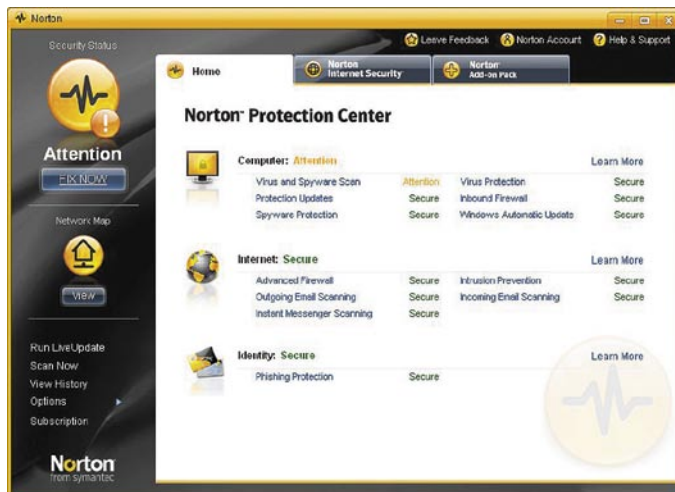 Norton
Leave Feedback Norton Account Help & Support
Security Status
Home
Norton Internet Security
Norton Add-on Pack
Norton Protection Center
Attention
FIX NOW
Computer: Attention Learn More
Virus and Spyware Scan Attention Virus Protection Secure
Protection Updates Secure Inbound Firewall Secure
Spyware Protection Secure Windows Automatic Update Secure
Network Map
View
Internet: Secure Learn More
Advanced Firewall Secure Intrusion Prevention Secure
Outgoing Email Scanning Secure Incoming Email Scanning Secure
Instant Messenger Scanning Secure
Identity: Secure Learn More
Phishing Protection Secure
Run LiveUpdate
Scan Now
View History
Options
Subscription
Norton
from symantec